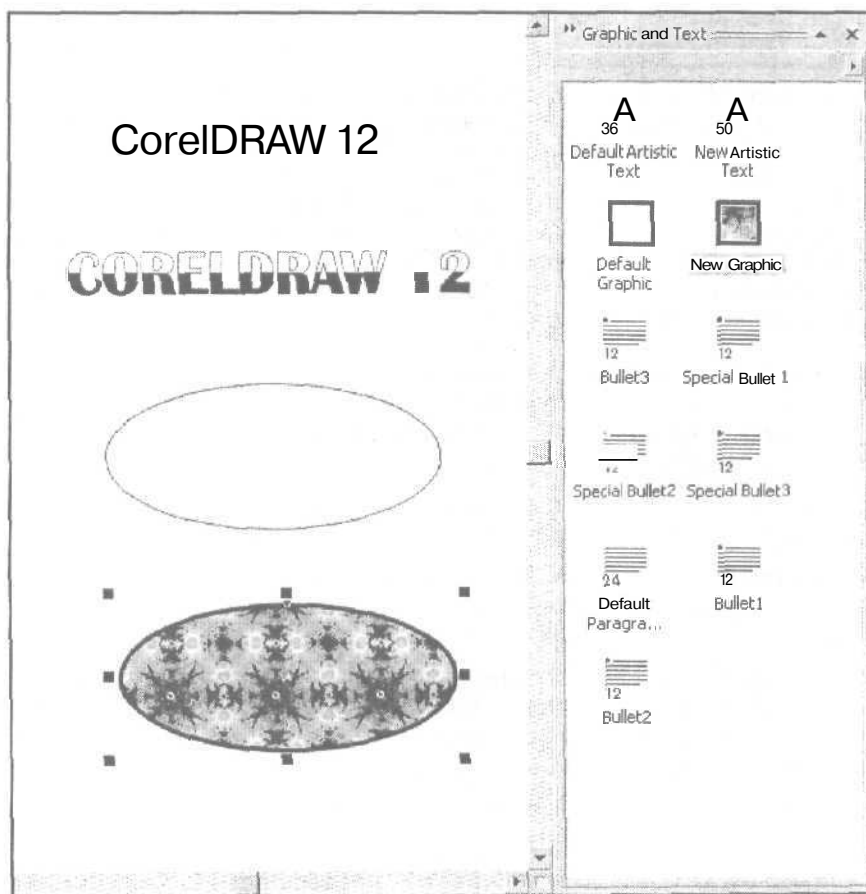 CorelDRAW 12
CORELDRAW .2
Graphic and Text
A
36
Default Artistic
Text
A
50
New Artistic
Text
Default
Graphic
New Graphic
12
Bullet3
12
Special Bullet 1
12
Special Bullet2
12
Special Bullet3
24
Default
Paragra...
12
Bullet1
12
Bullet2